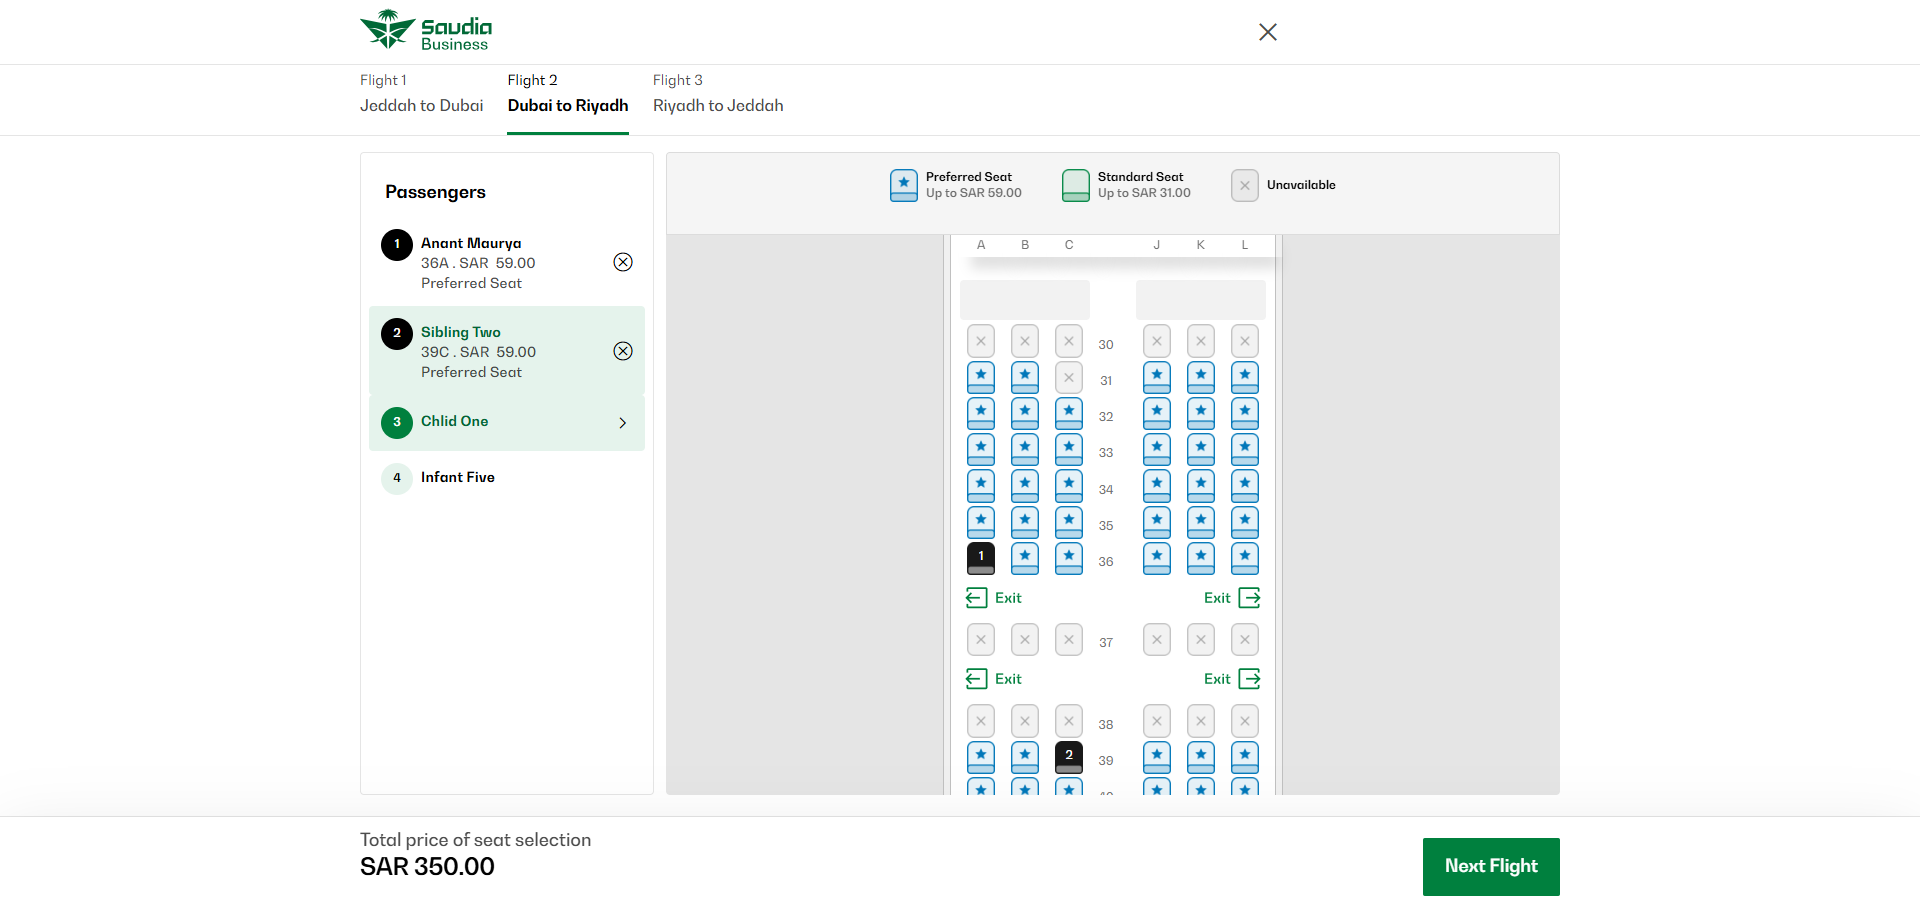 Saudia
Business
Flight 1
Jeddah to Dubai
Flight 2
Dubai to Riyadh
Flight 3
Riyadh to Jeddah
Passengers
1
Anant Maurya
36A . SAR 59.00
Preferred Seat
2
Sibling Two
39C . SAR 59.00
Preferred Seat
3
Chlid One
4
Infant Five
Preferred Seat
Up to SAR 59.00
Standard Seat
Up to SAR 31.00
Unavailable
A B C J K L
30
31
32
33
34
35
1 36
Exit Exit
37
Exit Exit
38
2 39
Total price of seat selection
SAR 350.00
Next Flight